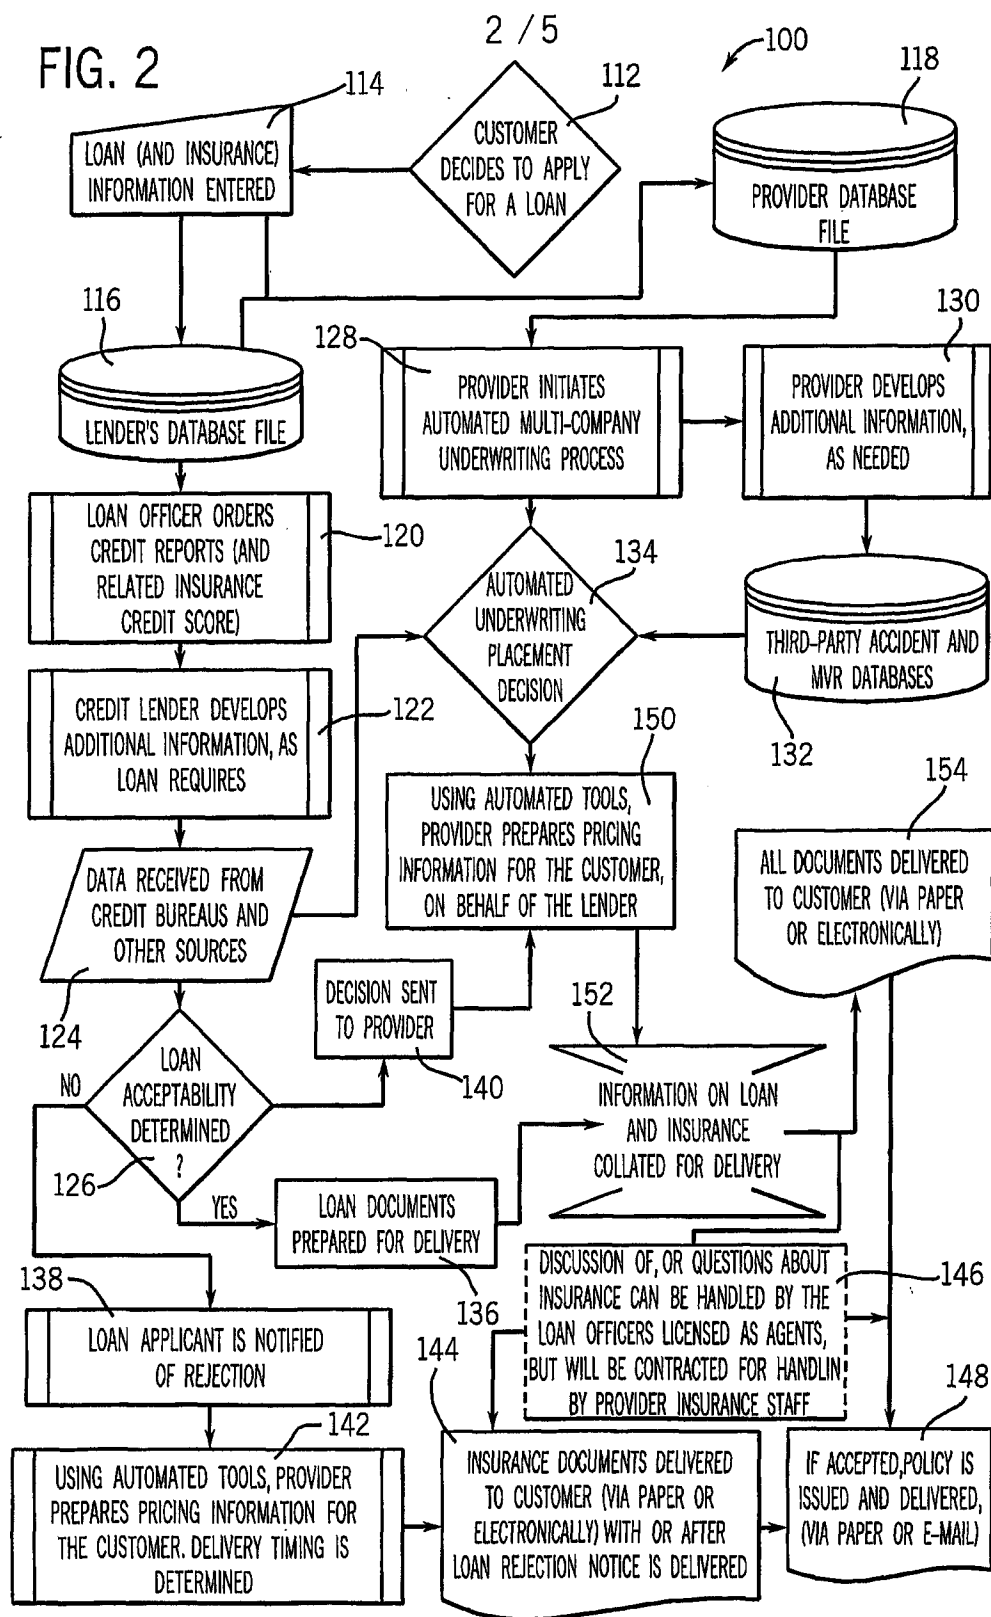 2 / 5
FIG. 2
100
114
112
118
CUSTOMER
DECIDES TO APPLY
FOR A LOAN
LOAN (AND INSURANCE)
INFORMATION ENTERED
PROVIDER DATABASE
FILE
116
128
130
LENDER'S DATABASE FILE
PROVIDER INITIATES
AUTOMATED MULTI-COMPANY
UNDERWRITING PROCESS
PROVIDER DEVELOPS
ADDITIONAL INFORMATION,
AS NEEDED
LOAN OFFICER ORDERS
CREDIT REPORTS (AND
RELATED INSURANCE
CREDIT SCORE)
120
AUTOMATED
UNDERWRITING
PLACEMENT
DECISION
134
THIRD-PARTY ACCIDENT AND
MVR DATABASES
132
CREDIT LENDER DEVELOPS
ADDITIONAL INFORMATION, AS
LOAN REQUIRES
122
150
USING AUTOMATED TOOLS,
PROVIDER PREPARES PRICING
INFORMATION FOR THE CUSTOMER,
ON BEHALF OF THE LENDER
154
ALL DOCUMENTS DELIVERED
TO CUSTOMER (VIA PAPER
OR ELECTRONICALLY)
DATA RECEIVED FROM
CREDIT BUREAUS AND
OTHER SOURCES
124
DECISION SENT
TO PROVIDER
140
152
INFORMATION ON LOAN
AND INSURANCE
COLLATED FOR DELIVERY
NO
LOAN
ACCEPTABILITY
DETERMINED
?
126
YES
LOAN DOCUMENTS
PREPARED FOR DELIVERY
136
DISCUSSION OF, OR QUESTIONS ABOUT
INSURANCE CAN BE HANDLED BY THE
LOAN OFFICERS LICENSED AS AGENTS,
BUT WILL BE CONTRACTED FOR HANDLIN
BY PROVIDER INSURANCE STAFF
146
138
LOAN APPLICANT IS NOTIFIED
OF REJECTION
142
USING AUTOMATED TOOLS, PROVIDER
PREPARES PRICING INFORMATION FOR
THE CUSTOMER. DELIVERY TIMING IS
DETERMINED
144
INSURANCE DOCUMENTS DELIVERED
TO CUSTOMER (VIA PAPER OR
ELECTRONICALLY) WITH OR AFTER
LOAN REJECTION NOTICE IS DELIVERED
148
IF ACCEPTED, POLICY IS
ISSUED AND DELIVERED,
(VIA PAPER OR E-MAIL)